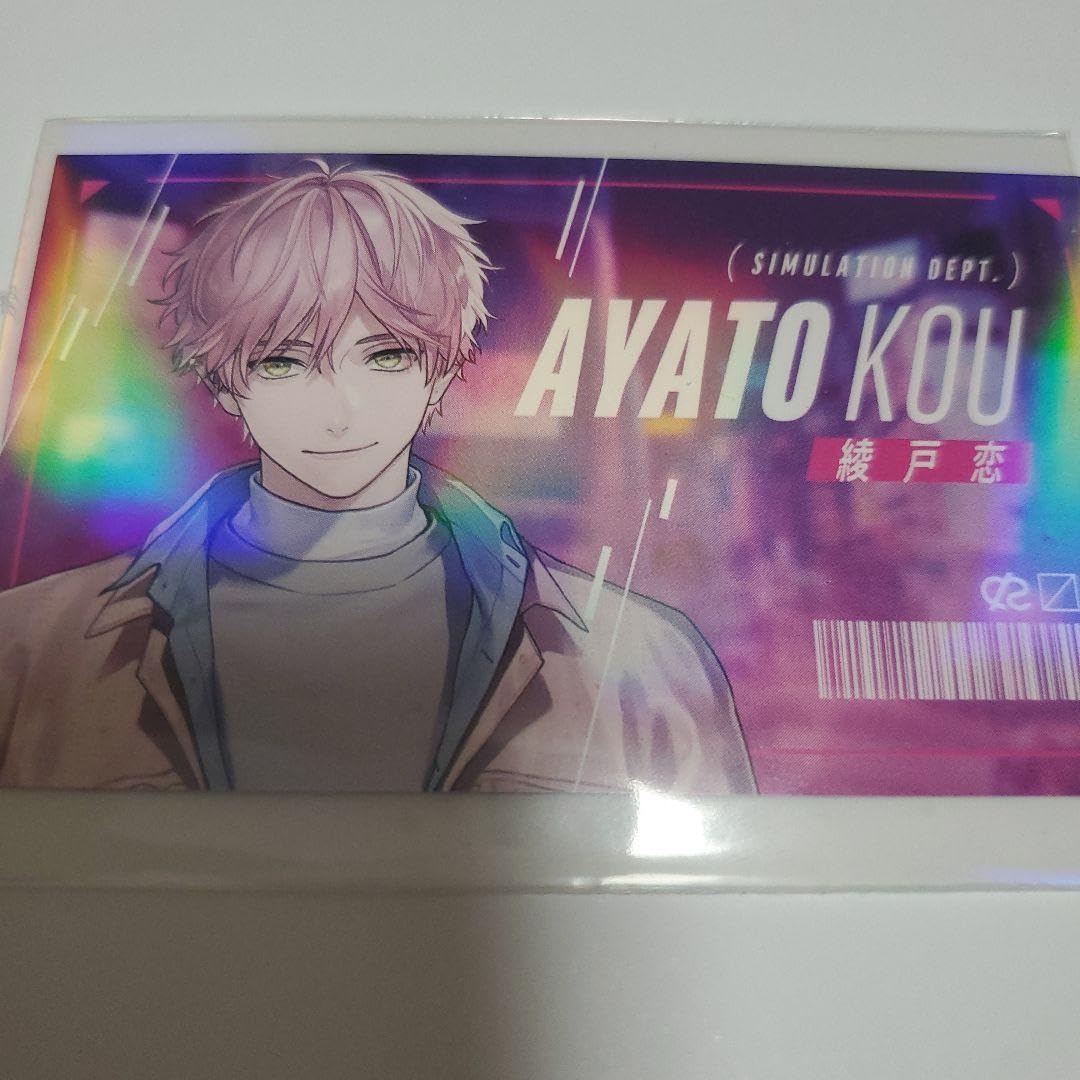 ( SIMULATION DEPT. )
AYATO KOU
綾戸恋